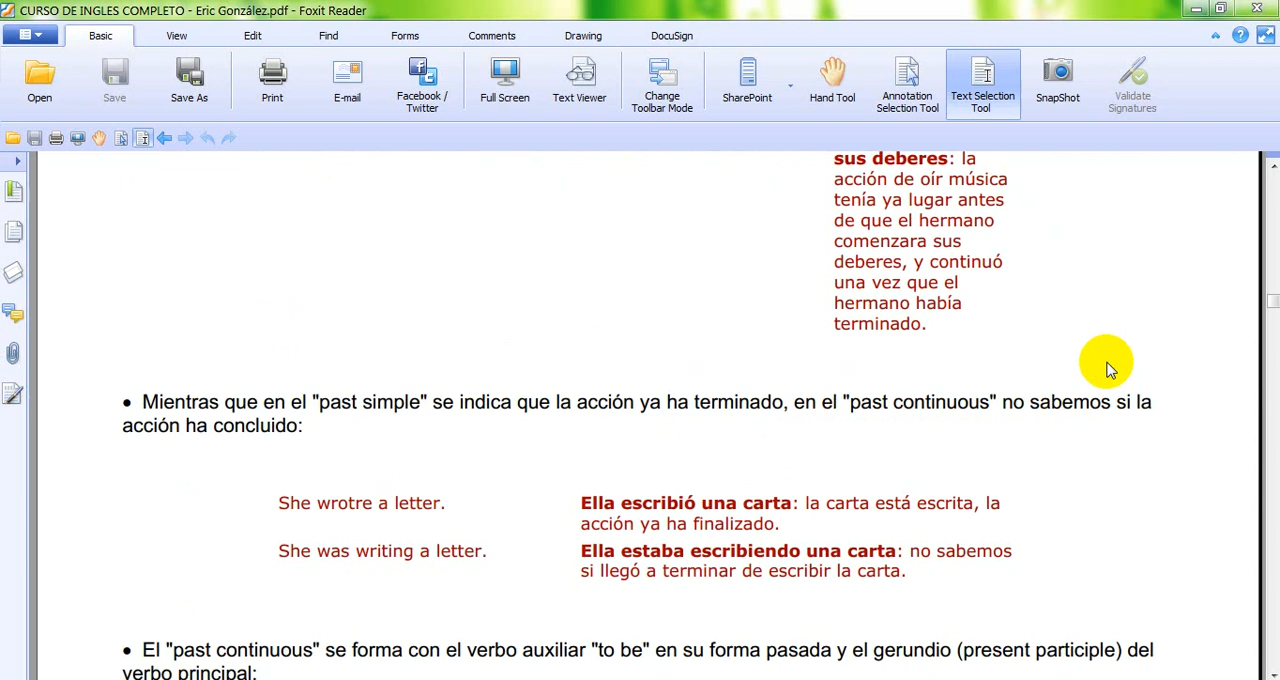 CURSO DE INGLES COMPLETO - Eric González.pdf - Foxit Reader
Basic View Edit Find Forms Comments Drawing DocuSign
Open Save Save As Print E-mail Facebook / Twitter Full Screen Text Viewer Change Toolbar Mode SharePoint Hand Tool Annotation Selection Tool Text Selection Tool SnapShot Validate Signatures
sus deberes: la
acción de oír música
tenía ya lugar antes
de que el hermano
comenzara sus
deberes, y continuó
una vez que el
hermano había
terminado.
• Mientras que en el "past simple" se indica que la acción ya ha terminado, en el "past continuous" no sabemos si la
acción ha concluido:
She wrotre a letter. Ella escribió una carta: la carta está escrita, la
acción ya ha finalizado.
She was writing a letter. Ella estaba escribiendo una carta: no sabemos
si llegó a terminar de escribir la carta.
• El "past continuous" se forma con el verbo auxiliar "to be" en su forma pasada y el gerundio (present participle) del
verbo principal: